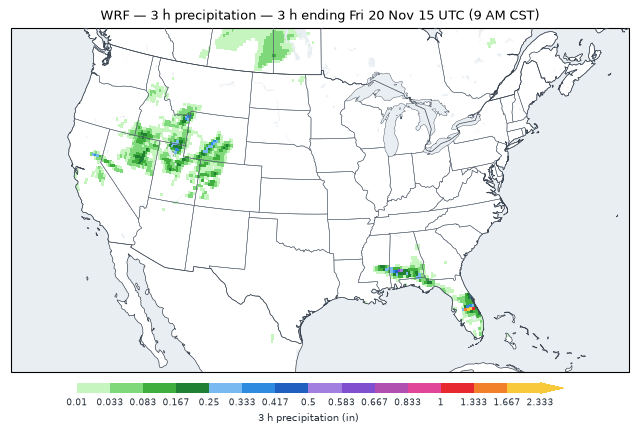 WRF — 3 h precipitation — 3 h ending Fri 20 Nov 15 UTC (9 AM CST)
0.01 0.033 0.083 0.167 0.25 0.333 0.417 0.5 0.583 0.667 0.833 1 1.333 1.667 2.333
3 h precipitation (in)